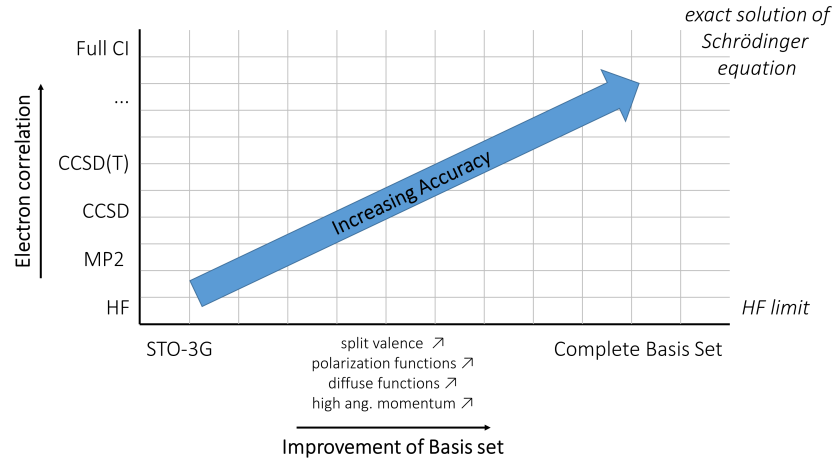 exact solution of
Schrödinger
equation
Full CI
...
CCSD(T)
CCSD
MP2
HF
Electron correlation
Increasing Accuracy
HF limit
STO-3G
split valence ↗
polarization functions ↗
diffuse functions ↗
high ang. momentum ↗
Complete Basis Set
Improvement of Basis set